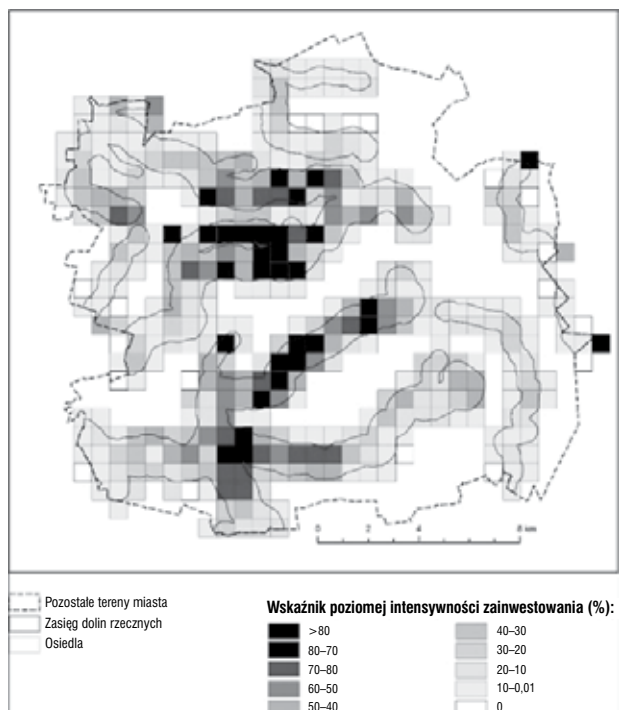 0 2 4 8 km
Pozostałe tereny miasta
Zasięg dolin rzecznych
Osiedla
Wskaźnik poziomej intensywności zainwestowania (%):
>80
80–70
70–80
60–50
50–40
40–30
30–20
20–10
10–0,01
0